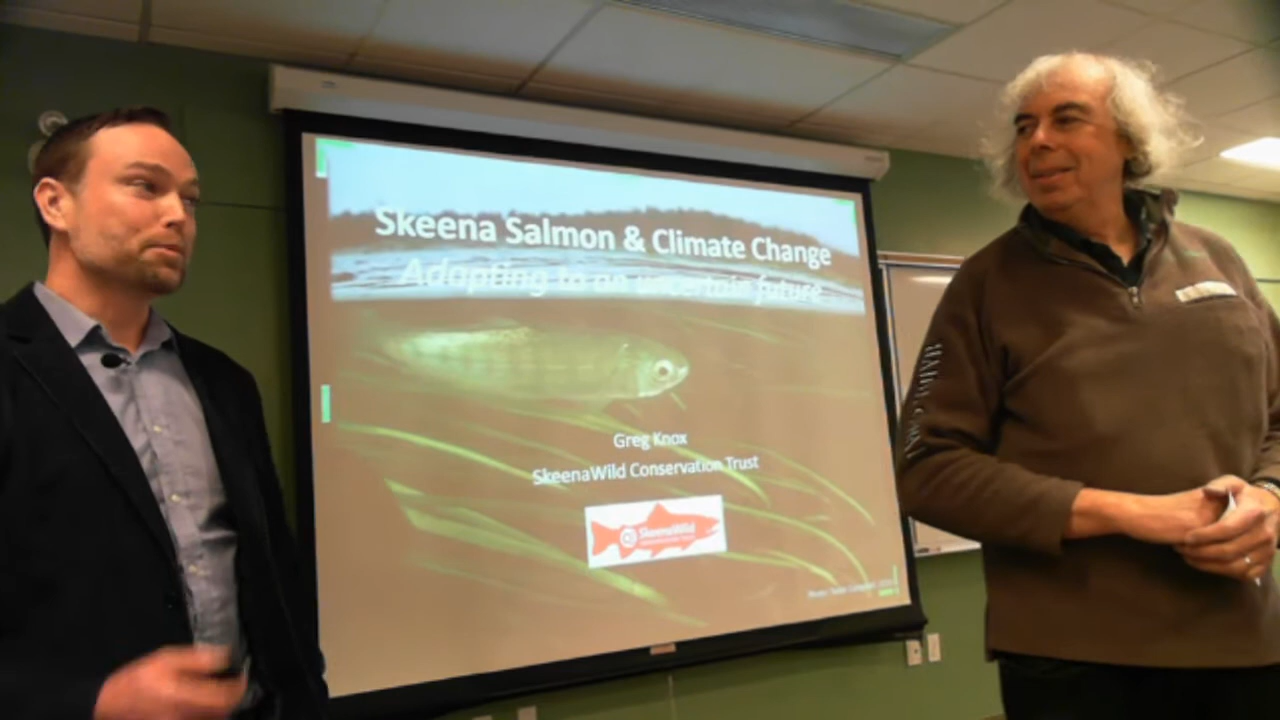 Skeena Salmon & Climate Change
Adapting to an uncertain future
Greg Knox
SkeenaWild Conservation Trust
SkeenaWild